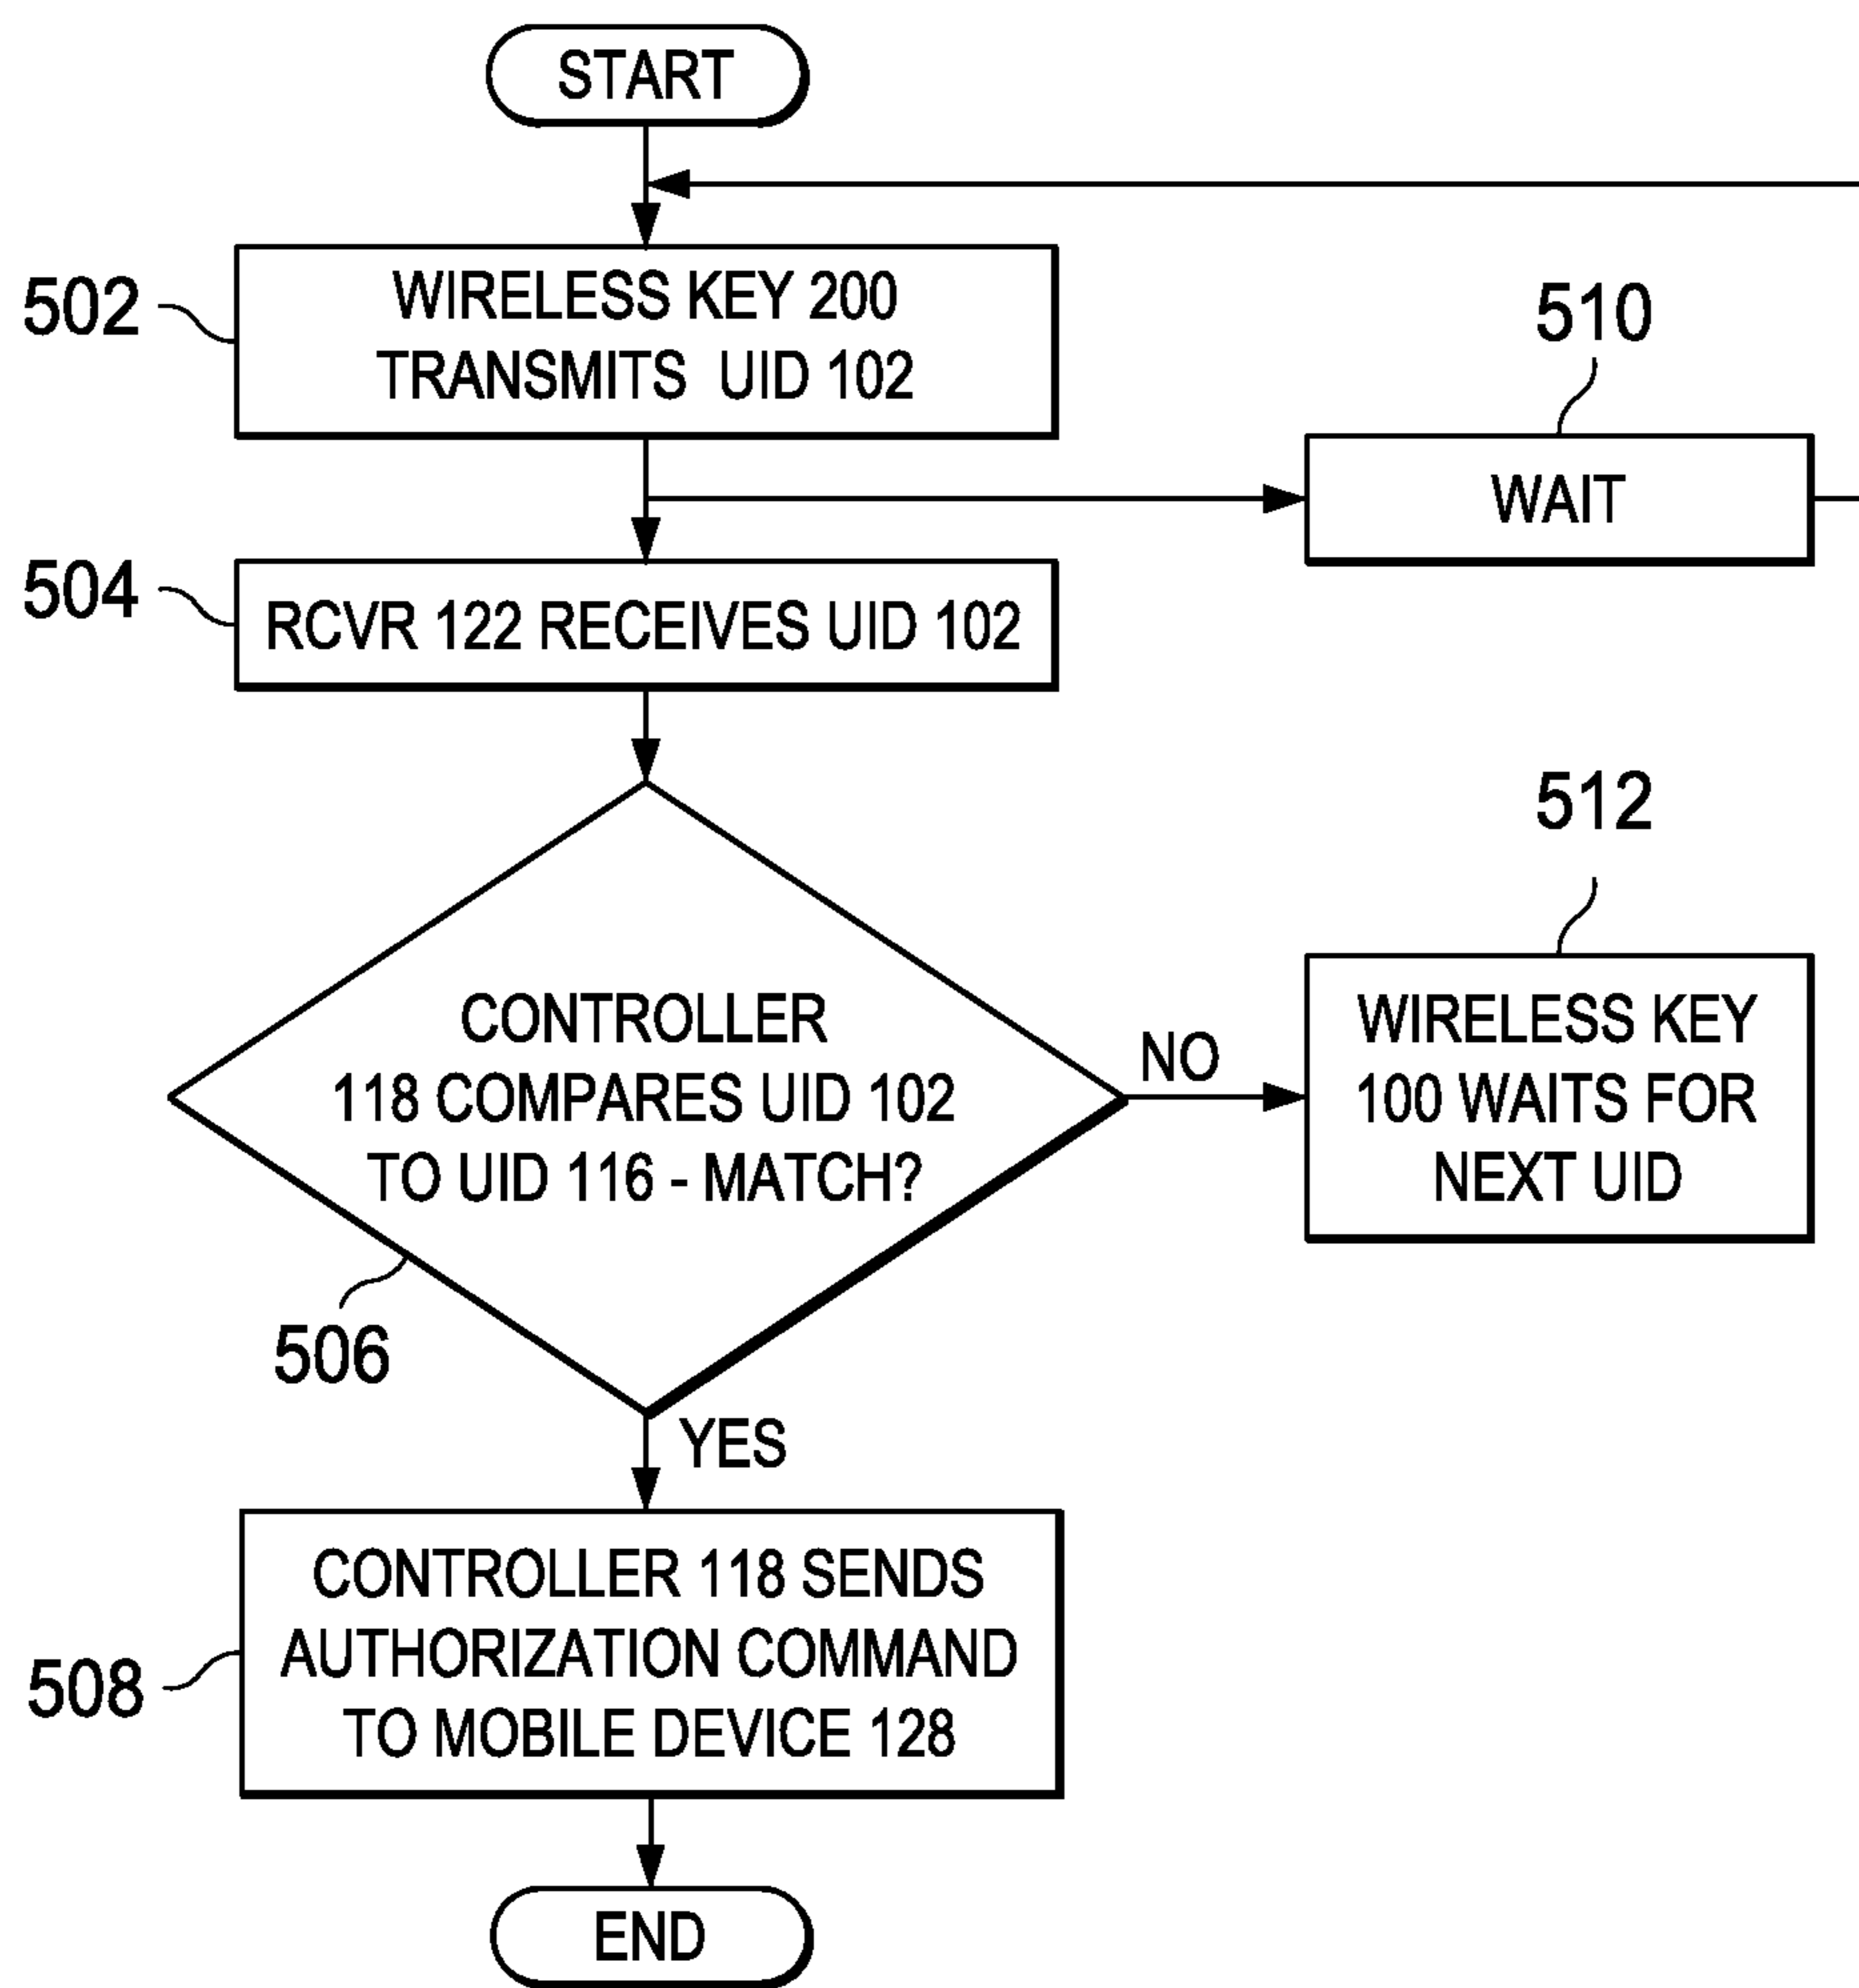 START
502
WIRELESS KEY 200
TRANSMITS UID 102
510
WAIT
504
RCVR 122 RECEIVES UID 102
506
CONTROLLER
118 COMPARES UID 102
TO UID 116 - MATCH?
NO
512
WIRELESS KEY
100 WAITS FOR
NEXT UID
YES
508
CONTROLLER 118 SENDS
AUTHORIZATION COMMAND
TO MOBILE DEVICE 128
END